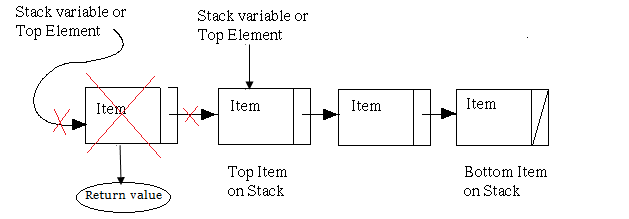 Stack variable or
Top Element
Stack variable or
Top Element
Item
Item
Item
Item
Top Item
on Stack
Bottom Item
on Stack
Return value